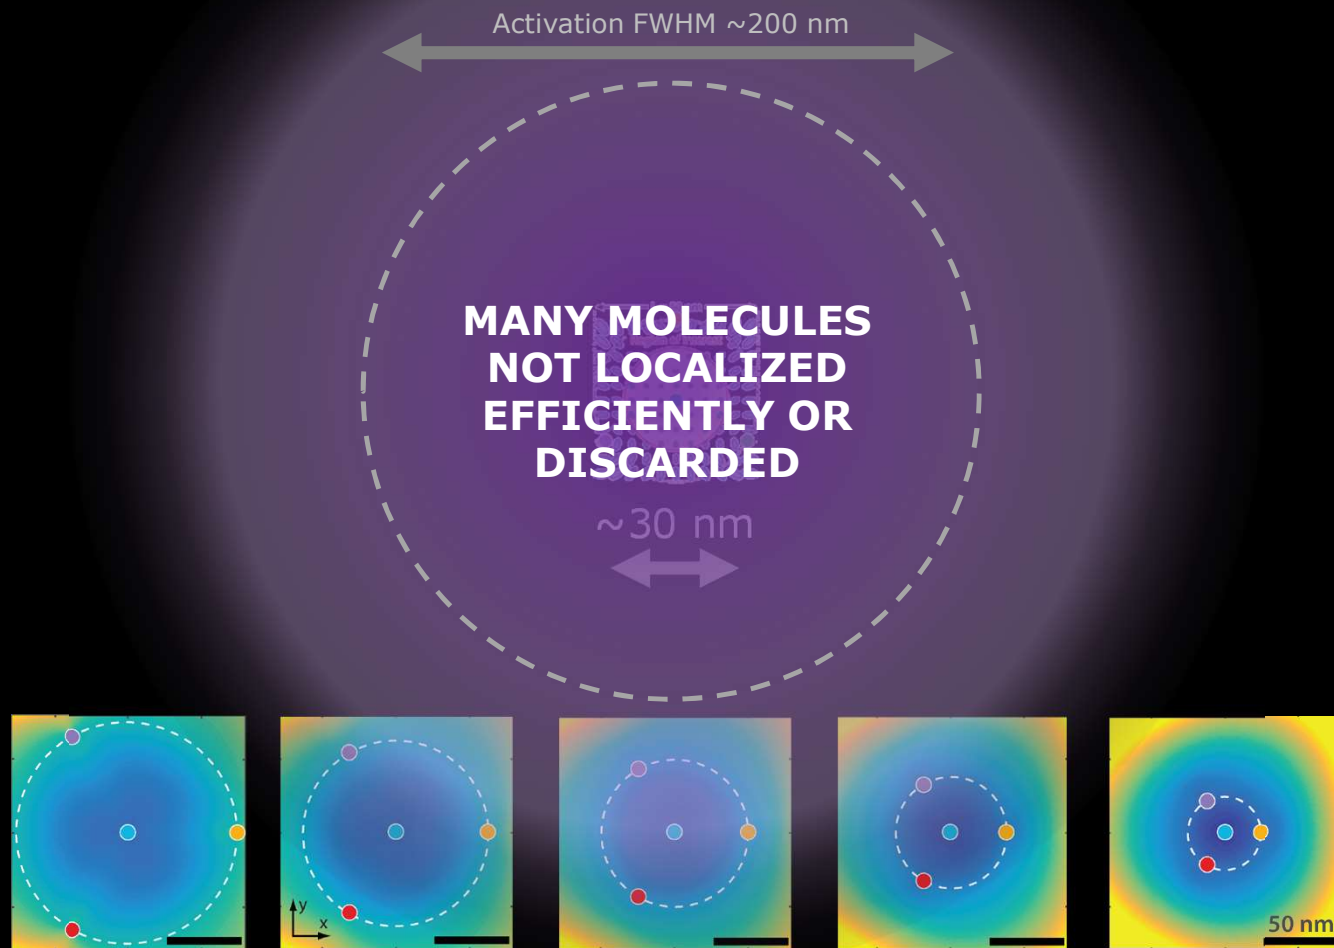 Activation FWHM ~200 nm
MANY MOLECULES
NOT LOCALIZED
EFFICIENTLY OR
DISCARDED
~30 nm
y
x
50 nm